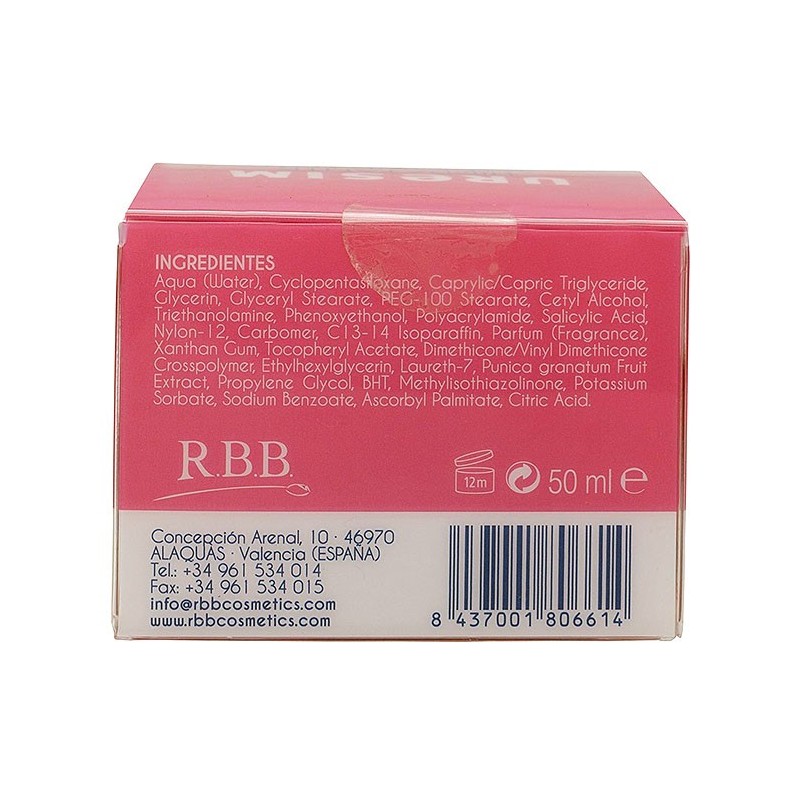 UROSIM
INGREDIENTES
Aqua (Water), Cyclopentasiloxane, Caprylic/Capric Triglyceride,
Glycerin, Glyceryl Stearate, PEG-100 Stearate, Cetyl Alcohol,
Triethanolamine, Phenoxyethanol, Polyacrylamide, Salicylic Acid,
Nylon-12, Carbomer, C13-14 Isoparaffin, Parfum (Fragrance),
Xanthan Gum, Tocopheryl Acetate, Dimethicone/Vinyl Dimethicone
Crosspolymer, Ethylhexylglycerin, Laureth-7, Punica granatum Fruit
Extract, Propylene Glycol, BHT, Methylisothiazolinone, Potassium
Sorbate, Sodium Benzoate, Ascorbyl Palmitate, Citric Acid.
R.B.B.
12m
50 ml ℮
Concepción Arenal, 10 · 46970
ALAQUÀS · Valencia (ESPAÑA)
Tel.: +34 961 534 014
Fax: +34 961 534 015
info@rbbcosmetics.com
www.rbbcosmetics.com
8 437001 806614